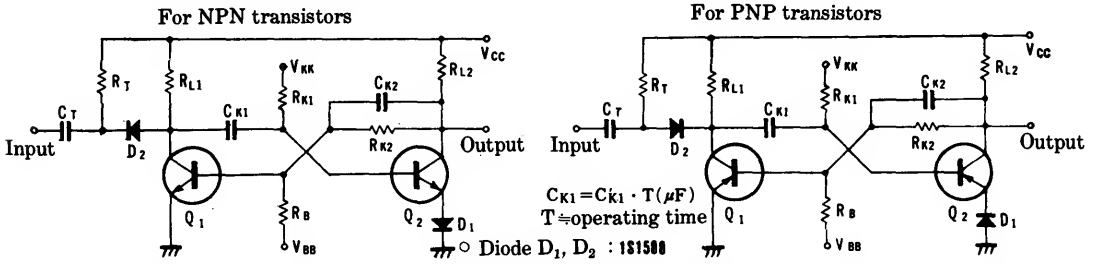 For NPN transistors
VCC
RT
RL1
VKK
RK1
CK2
RL2
CT
CK1
Input
D2
RK2
Output
Q1
RB
Q2
D1
VBB
For PNP transistors
VCC
RT
RL1
VKK
RK1
CK2
RL2
CT
CK1
Input
D2
RK2
Output
Q1
RB
Q2
D1
VBB
CK1=C'K1 · T(μF)
T≒operating time
○ Diode D1, D2 : 1S1588